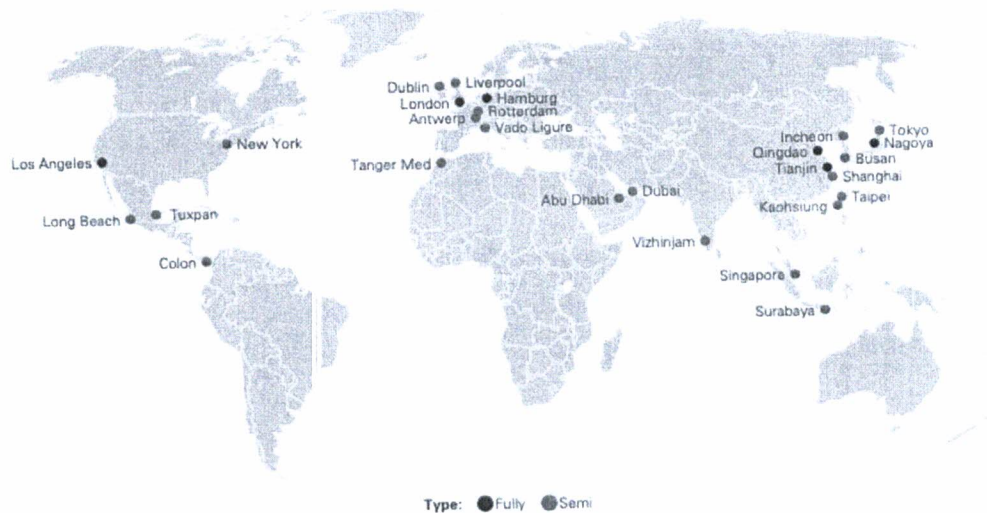 Dublin
Liverpool
London
Hamburg
Rotterdam
Antwerp
Vado Ligure
New York
Los Angeles
Tanger Med
Incheon
Tokyo
Nagoya
Qingdao
Busan
Tianjin
Shanghai
Dubai
Abu Dhabi
Taipei
Kaohsiung
Long Beach
Tuxpan
Vizhinjam
Colon
Singapore
Surabaya
Type: Fully Semi